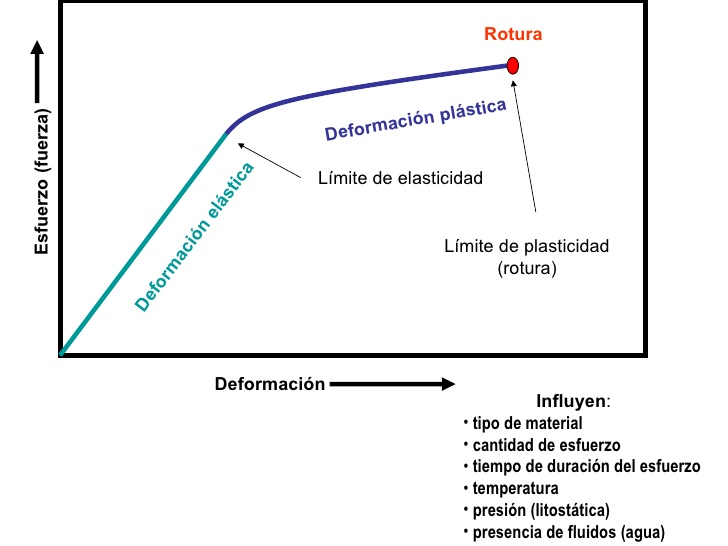 Rotura
Esfuerzo (fuerza)
Deformación plástica
Límite de elasticidad
Deformación elástica
Límite de plasticidad
(rotura)
Deformación
Influyen:
• tipo de material
• cantidad de esfuerzo
• tiempo de duración del esfuerzo
• temperatura
• presión (litostática)
• presencia de fluidos (agua)